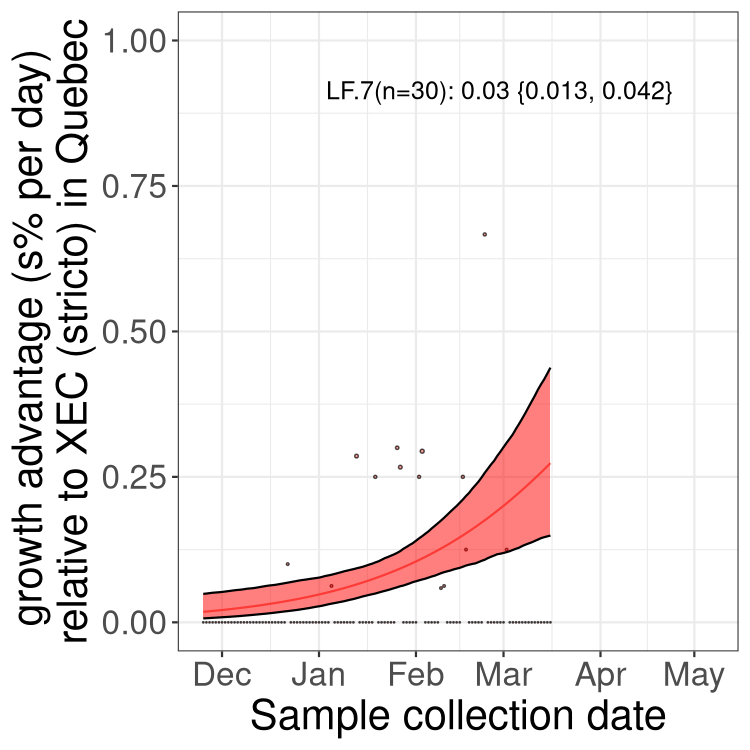 growth advantage (s% per day)
relative to XEC (stricto) in Quebec
1.00
0.75
0.50
0.25
0.00
LF.7(n=30): 0.03 {0.013, 0.042}
Dec Jan Feb Mar Apr May
Sample collection date